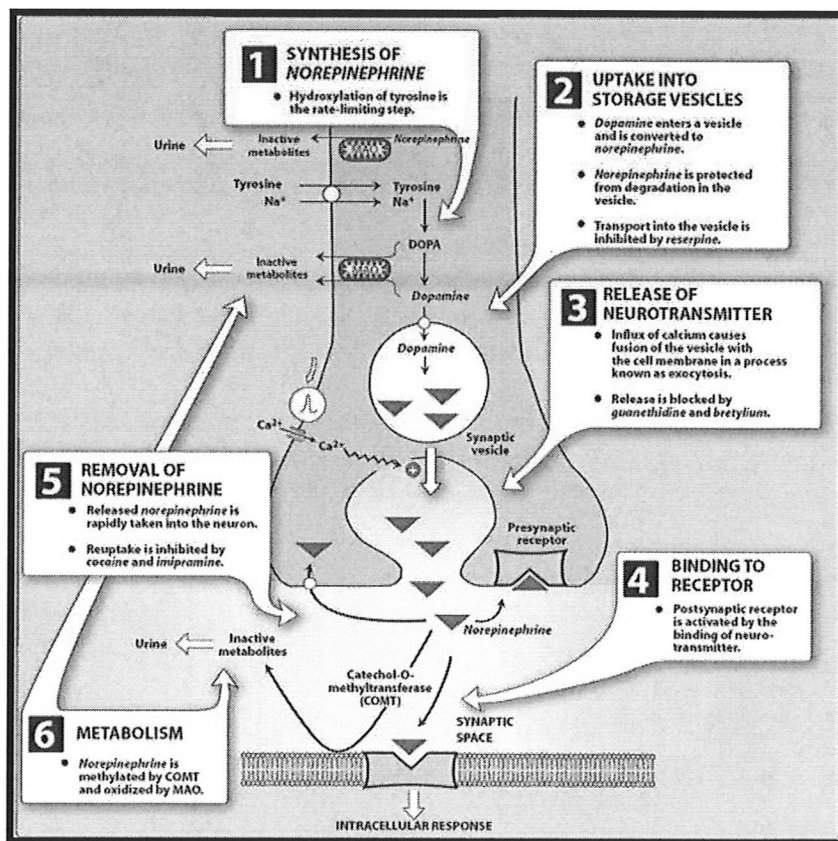 1 SYNTHESIS OF
NOREPINEPHRINE
• Hydroxylation of tyrosine is
the rate-limiting step.
2 UPTAKE INTO
STORAGE VESICLES
• Dopamine enters a vesicle
and is converted to
norepinephrine.
• Norepinephrine is protected
from degradation in the
vesicle.
• Transport into the vesicle is
inhibited by reserpine.
Urine
Inactive
metabolites
MAO
Norepinephrine
Tyrosine
Na+
Tyrosine
Na+
DOPA
Urine
Inactive
metabolites
MAO
Dopamine
Dopamine
3 RELEASE OF
NEUROTRANSMITTER
• Influx of calcium causes
fusion of the vesicle with
the cell membrane in a process
known as exocytosis.
• Release is blocked by
guanethidine and bretylium.
Ca2+
Ca2+
+
Synaptic
vesicle
5 REMOVAL OF
NOREPINEPHRINE
• Released norepinephrine is
rapidly taken into the neuron.
• Reuptake is inhibited by
cocaine and imipramine.
Presynaptic
receptor
4 BINDING TO
RECEPTOR
• Postsynaptic receptor
is activated by the
binding of neuro-
transmitter.
Norepinephrine
Urine
Inactive
metabolites
Catechol-O-
methyltransferase
(COMT)
SYNAPTIC
SPACE
6 METABOLISM
• Norepinephrine is
methylated by COMT
and oxidized by MAO.
INTRACELLULAR RESPONSE